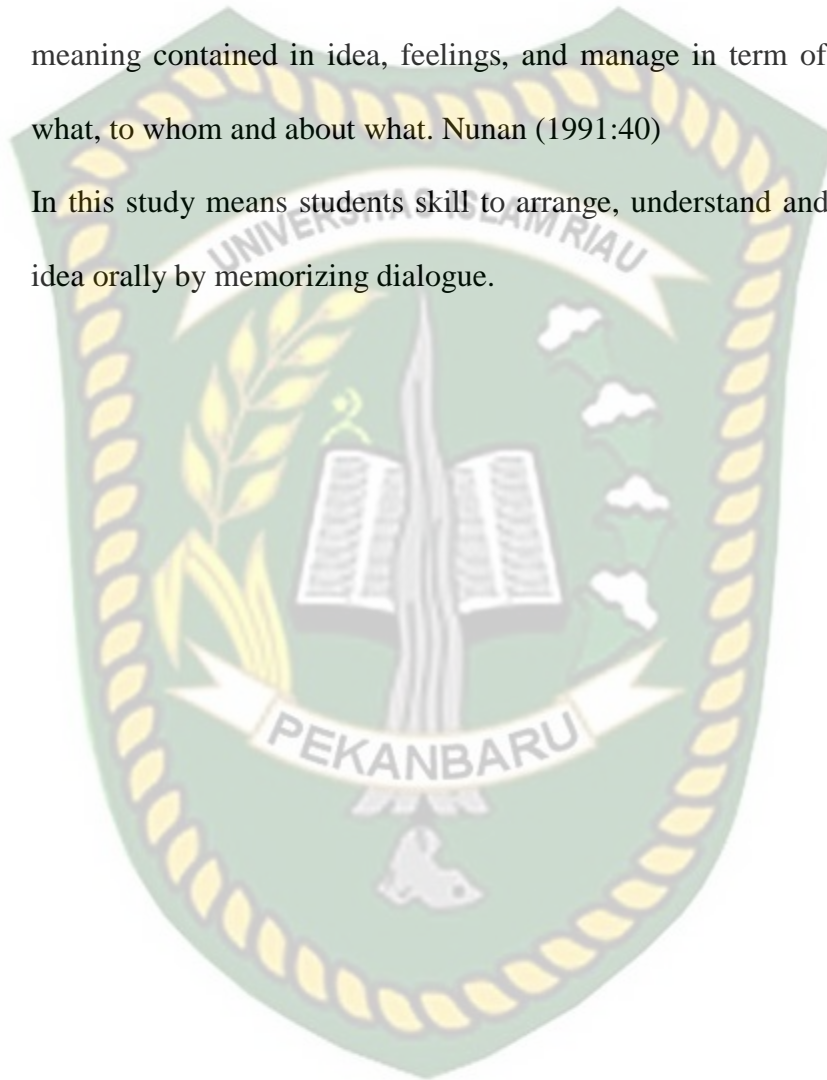 meaning contained in idea, feelings, and manage in term of
what, to whom and about what. Nunan (1991:40)
In this study means students skill to arrange, understand and
idea orally by memorizing dialogue.
UNIVERSITAS ISLAM RIAU
PEKANBARU